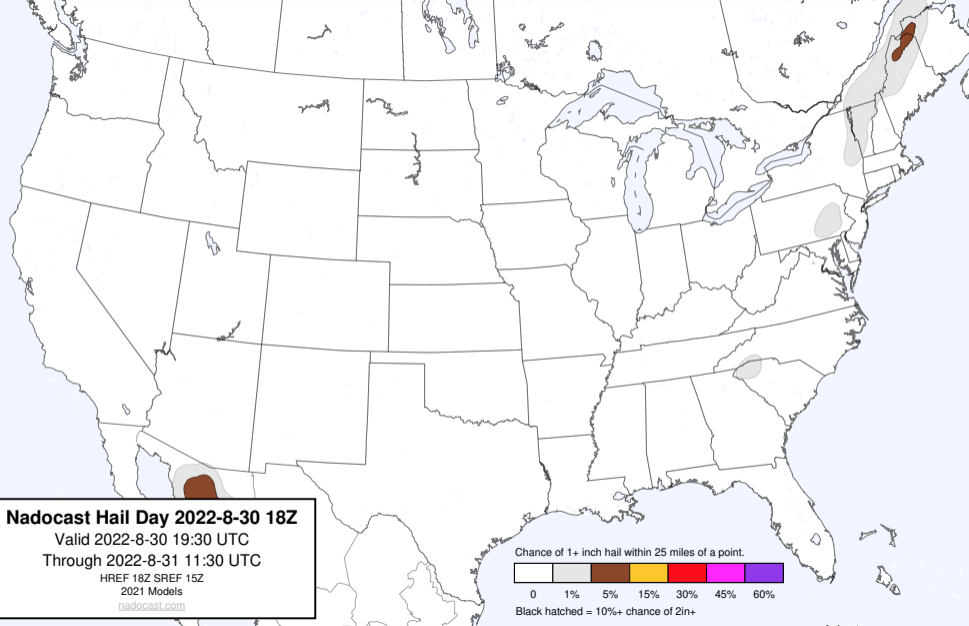 Nadocast Hail Day 2022-8-30 18Z
Valid 2022-8-30 19:30 UTC
Through 2022-8-31 11:30 UTC
HREF 18Z SREF 15Z
2021 Models
nadocast.com
Chance of 1+ inch hail within 25 miles of a point.
0 1% 5% 15% 30% 45% 60%
Black hatched = 10%+ chance of 2in+